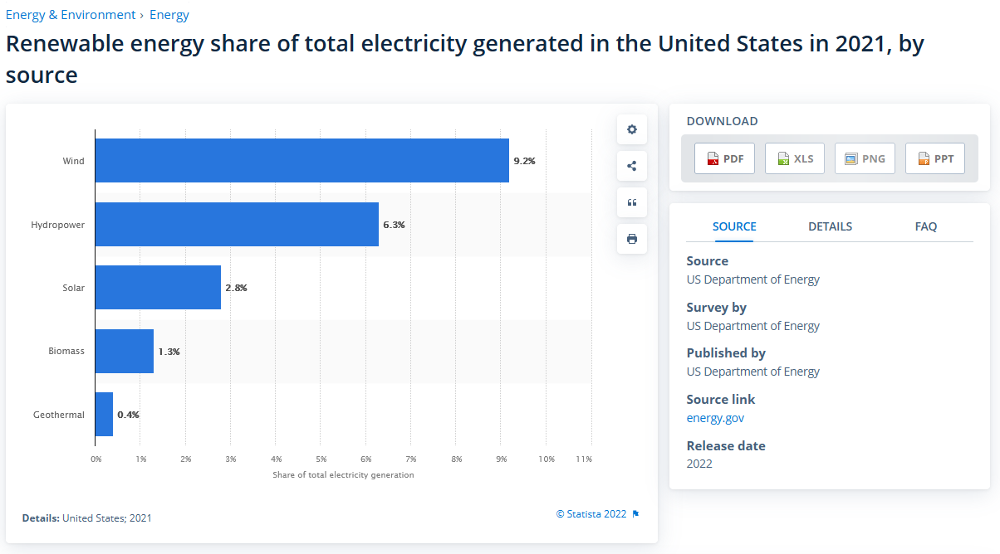 Energy & Environment › Energy
Renewable energy share of total electricity generated in the United States in 2021, by
source
Wind
9.2%
Hydropower
6.3%
Solar
2.8%
Biomass
1.3%
Geothermal
0.4%
0% 1% 2% 3% 4% 5% 6% 7% 8% 9% 10% 11%
Share of total electricity generation
Details: United States; 2021
© Statista 2022
DOWNLOAD
PDF XLS PNG PPT
SOURCE DETAILS FAQ
Source
US Department of Energy
Survey by
US Department of Energy
Published by
US Department of Energy
Source link
energy.gov
Release date
2022